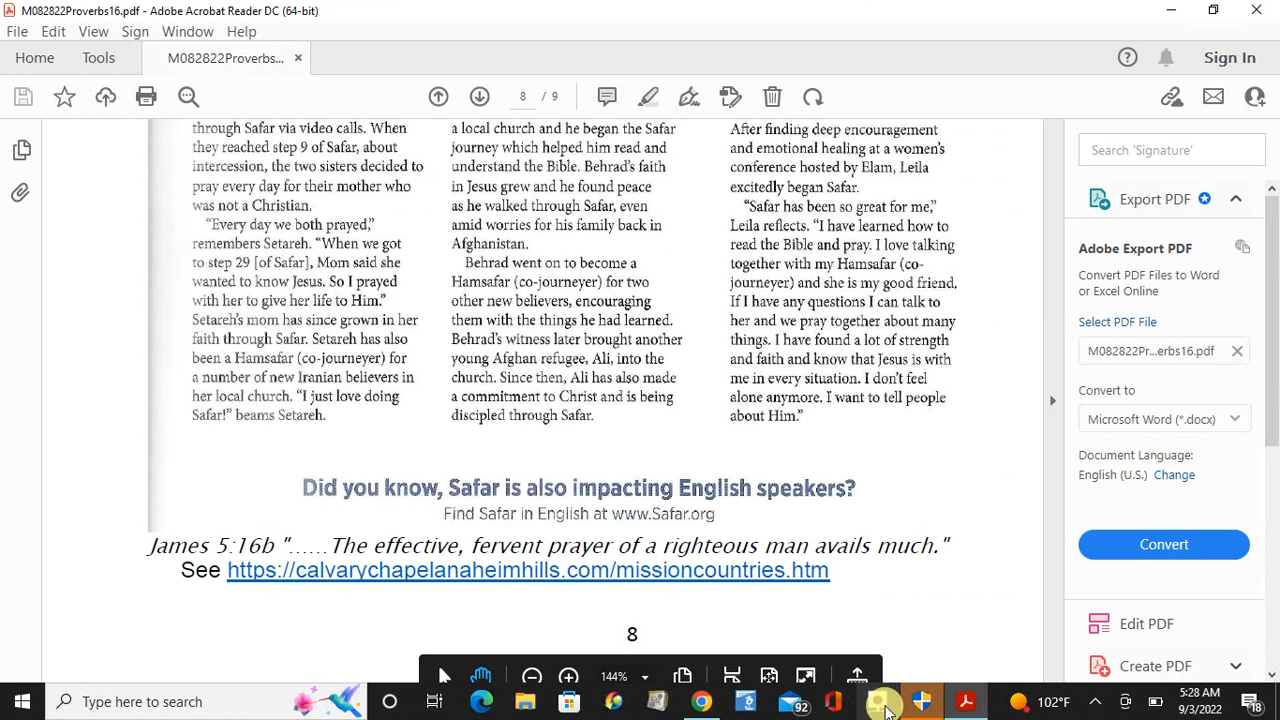 M082822Proverbs16.pdf - Adobe Acrobat Reader DC (64-bit)
File Edit View Sign Window Help
Home Tools M082822Proverbs... × Sign In
8 / 9
through Safar via video calls. When
they reached step 9 of Safar, about
intercession, the two sisters decided to
pray every day for their mother who
was not a Christian.
"Every day we both prayed,"
remembers Setareh. "When we got
to step 29 [of Safar], Mom said she
wanted to know Jesus. So I prayed
with her to give her life to Him."
Setareh's mom has since grown in her
faith through Safar. Setareh has also
been a Hamsafar (co-journeyer) for
a number of new Iranian believers in
her local church. "I just love doing
Safar!" beams Setareh.
a local church and he began the Safar
journey which helped him read and
understand the Bible. Behrad's faith
in Jesus grew and he found peace
as he walked through Safar, even
amid worries for his family back in
Afghanistan.
Behrad went on to become a
Hamsafar (co-journeyer) for two
other new believers, encouraging
them with the things he had learned.
Behrad's witness later brought another
young Afghan refugee, Ali, into the
church. Since then, Ali has also made
a commitment to Christ and is being
discipled through Safar.
After finding deep encouragement
and emotional healing at a women's
conference hosted by Elam, Leila
excitedly began Safar.
"Safar has been so great for me,"
Leila reflects. "I have learned how to
read the Bible and pray. I love talking
together with my Hamsafar (co-
journeyer) and she is my good friend.
If I have any questions I can talk to
her and we pray together about many
things. I have found a lot of strength
and faith and know that Jesus is with
me in every situation. I don't feel
alone anymore. I want to tell people
about Him."
Did you know, Safar is also impacting English speakers?
Find Safar in English at www.Safar.org
James 5:16b "......The effective, fervent prayer of a righteous man avails much."
See https://calvarychapelanaheimhills.com/missioncountries.htm
8
144%
Search 'Signature'
Export PDF
Adobe Export PDF
Convert PDF Files to Word
or Excel Online
Select PDF File
M082822Pr...erbs16.pdf
Convert to
Microsoft Word (*.docx)
Document Language:
English (U.S.) Change
Convert
Edit PDF
Create PDF
Type here to search
92
102°F
5:28 AM
9/3/2022
18